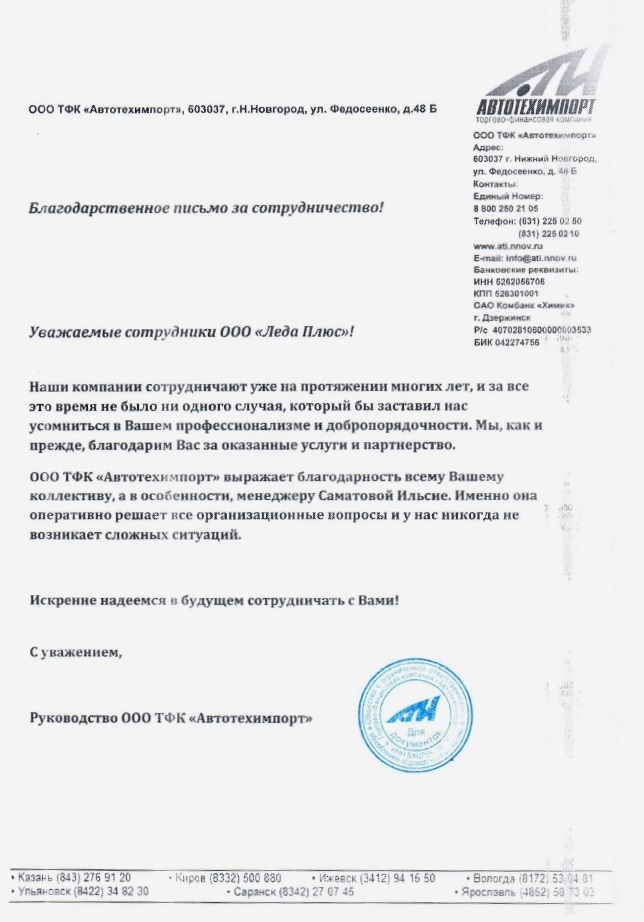 АТИ
АВТОТЕХИМПОРТ
торгово-финансовая компания
ООО ТФК «Автотехимпорт», 603037, г.Н.Новгород, ул. Федосеенко, д.48 Б
ООО ТФК «Автотехимпорт»
Адрес:
603037 г. Нижний Новгород,
ул. Федосеенко, д. 48 Б
Контакты:
Единый Номер:
8 800 250 21 05
Телефон: (831) 225 02 50
(831) 225 02 10
www.ati.nnov.ru
E-mail: info@ati.nnov.ru
Банковские реквизиты:
ИНН 5262056706
КПП 526301001
ОАО Комбанк «Химик»
г. Дзержинск
Р/с
БИК 042274756
Благодарственное письмо за сотрудничество!
Уважаемые сотрудники ООО «Леда Плюс»!
Наши компании сотрудничают уже на протяжении многих лет, и за все
это время не было ни одного случая, который бы заставил нас
усомниться в Вашем профессионализме и добропорядочности. Мы, как и
прежде, благодарим Вас за оказанные услуги и партнерство.
ООО ТФК «Автотехимпорт» выражает благодарность всему Вашему
коллективу, а в особенности, менеджеру Саматовой Ильсие. Именно она
оперативно решает все организационные вопросы и у нас никогда не
возникает сложных ситуаций.
Искренне надеемся в будущем сотрудничать с Вами!
С уважением,
Руководство ООО ТФК «Автотехимпорт»
АТИ
Для
документов
• Казань (843) 276 91 20 • Киров (8332) 500 880 • Ижевск (3412) 94 15 50 • Вологда (8172) 53 04 81
• Ульяновск (8422) 34 82 30 • Саранск (8342) 27 07 45 • Ярославль (4852) 58 73 03